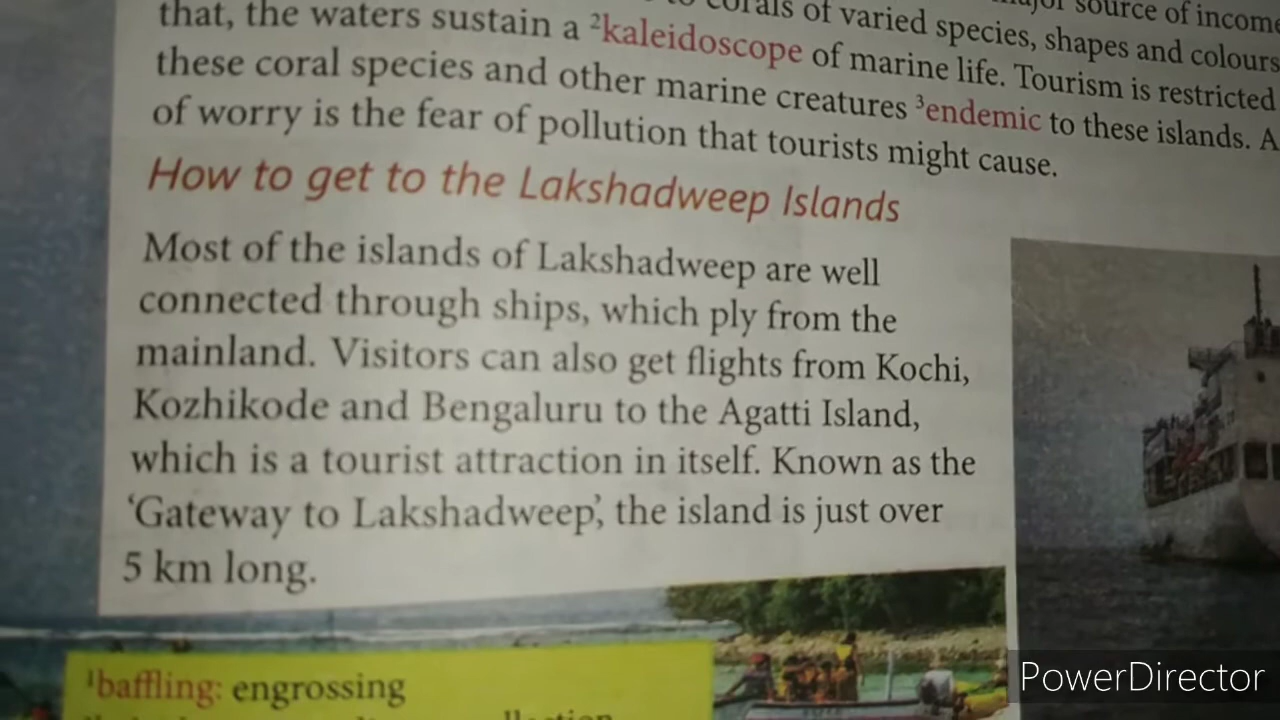 source of income
corals of varied species, shapes and colours
that, the waters sustain a ²kaleidoscope of marine life. Tourism is restricted
these coral species and other marine creatures ³endemic to these islands. A
of worry is the fear of pollution that tourists might cause.
How to get to the Lakshadweep Islands
Most of the islands of Lakshadweep are well
connected through ships, which ply from the
mainland. Visitors can also get flights from Kochi,
Kozhikode and Bengaluru to the Agatti Island,
which is a tourist attraction in itself. Known as the
‘Gateway to Lakshadweep’, the island is just over
5 km long.
¹baffling: engrossing
PowerDirector